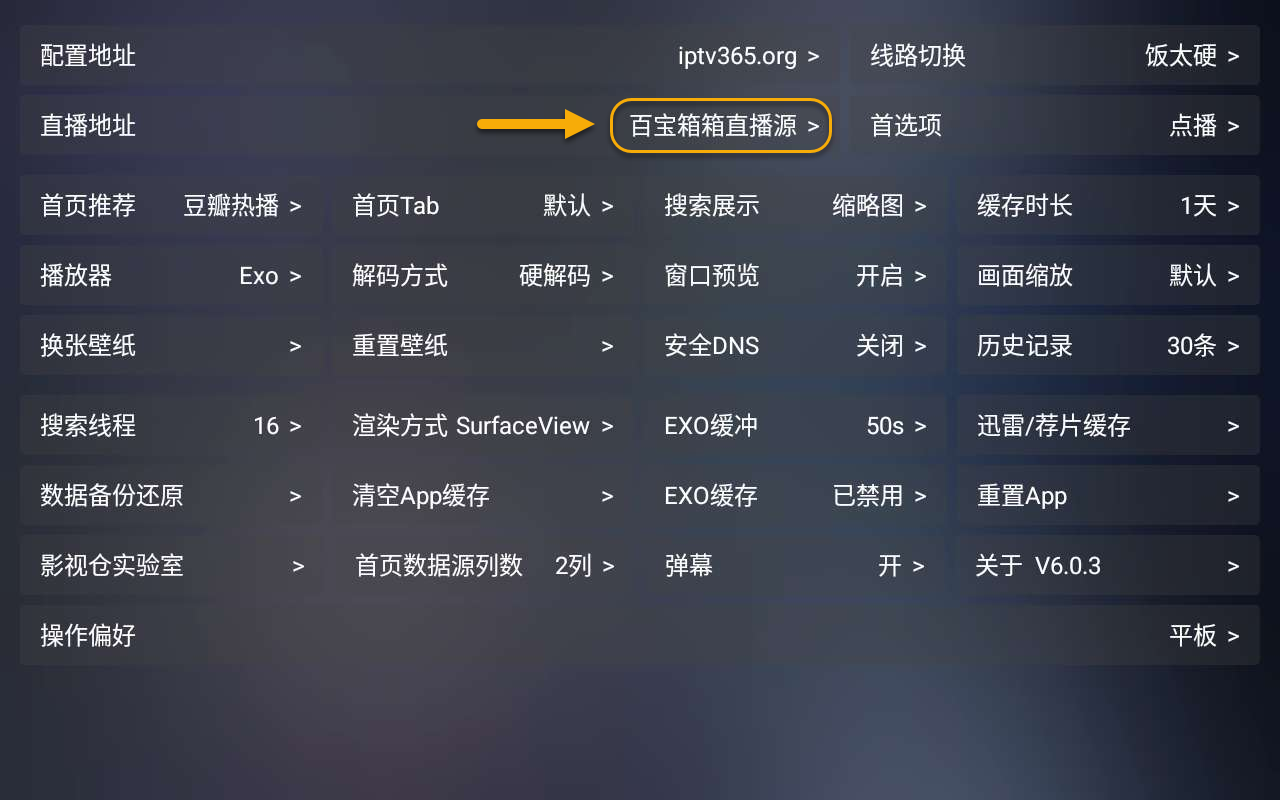 配置地址 iptv365.org > 线路切换 饭太硬 >
直播地址 百宝箱箱直播源 > 首选项 点播 >
首页推荐 豆瓣热播 > 首页Tab 默认 > 搜索展示 缩略图 > 缓存时长 1天 >
播放器 Exo > 解码方式 硬解码 > 窗口预览 开启 > 画面缩放 默认 >
换张壁纸 > 重置壁纸 > 安全DNS 关闭 > 历史记录 30条 >
搜索线程 16 > 渲染方式 SurfaceView > EXO缓冲 50s > 迅雷/荐片缓存 >
数据备份还原 > 清空App缓存 > EXO缓存 已禁用 > 重置App >
影视仓实验室 > 首页数据源列数 2列 > 弹幕 开 > 关于 V6.0.3 >
操作偏好 平板 >